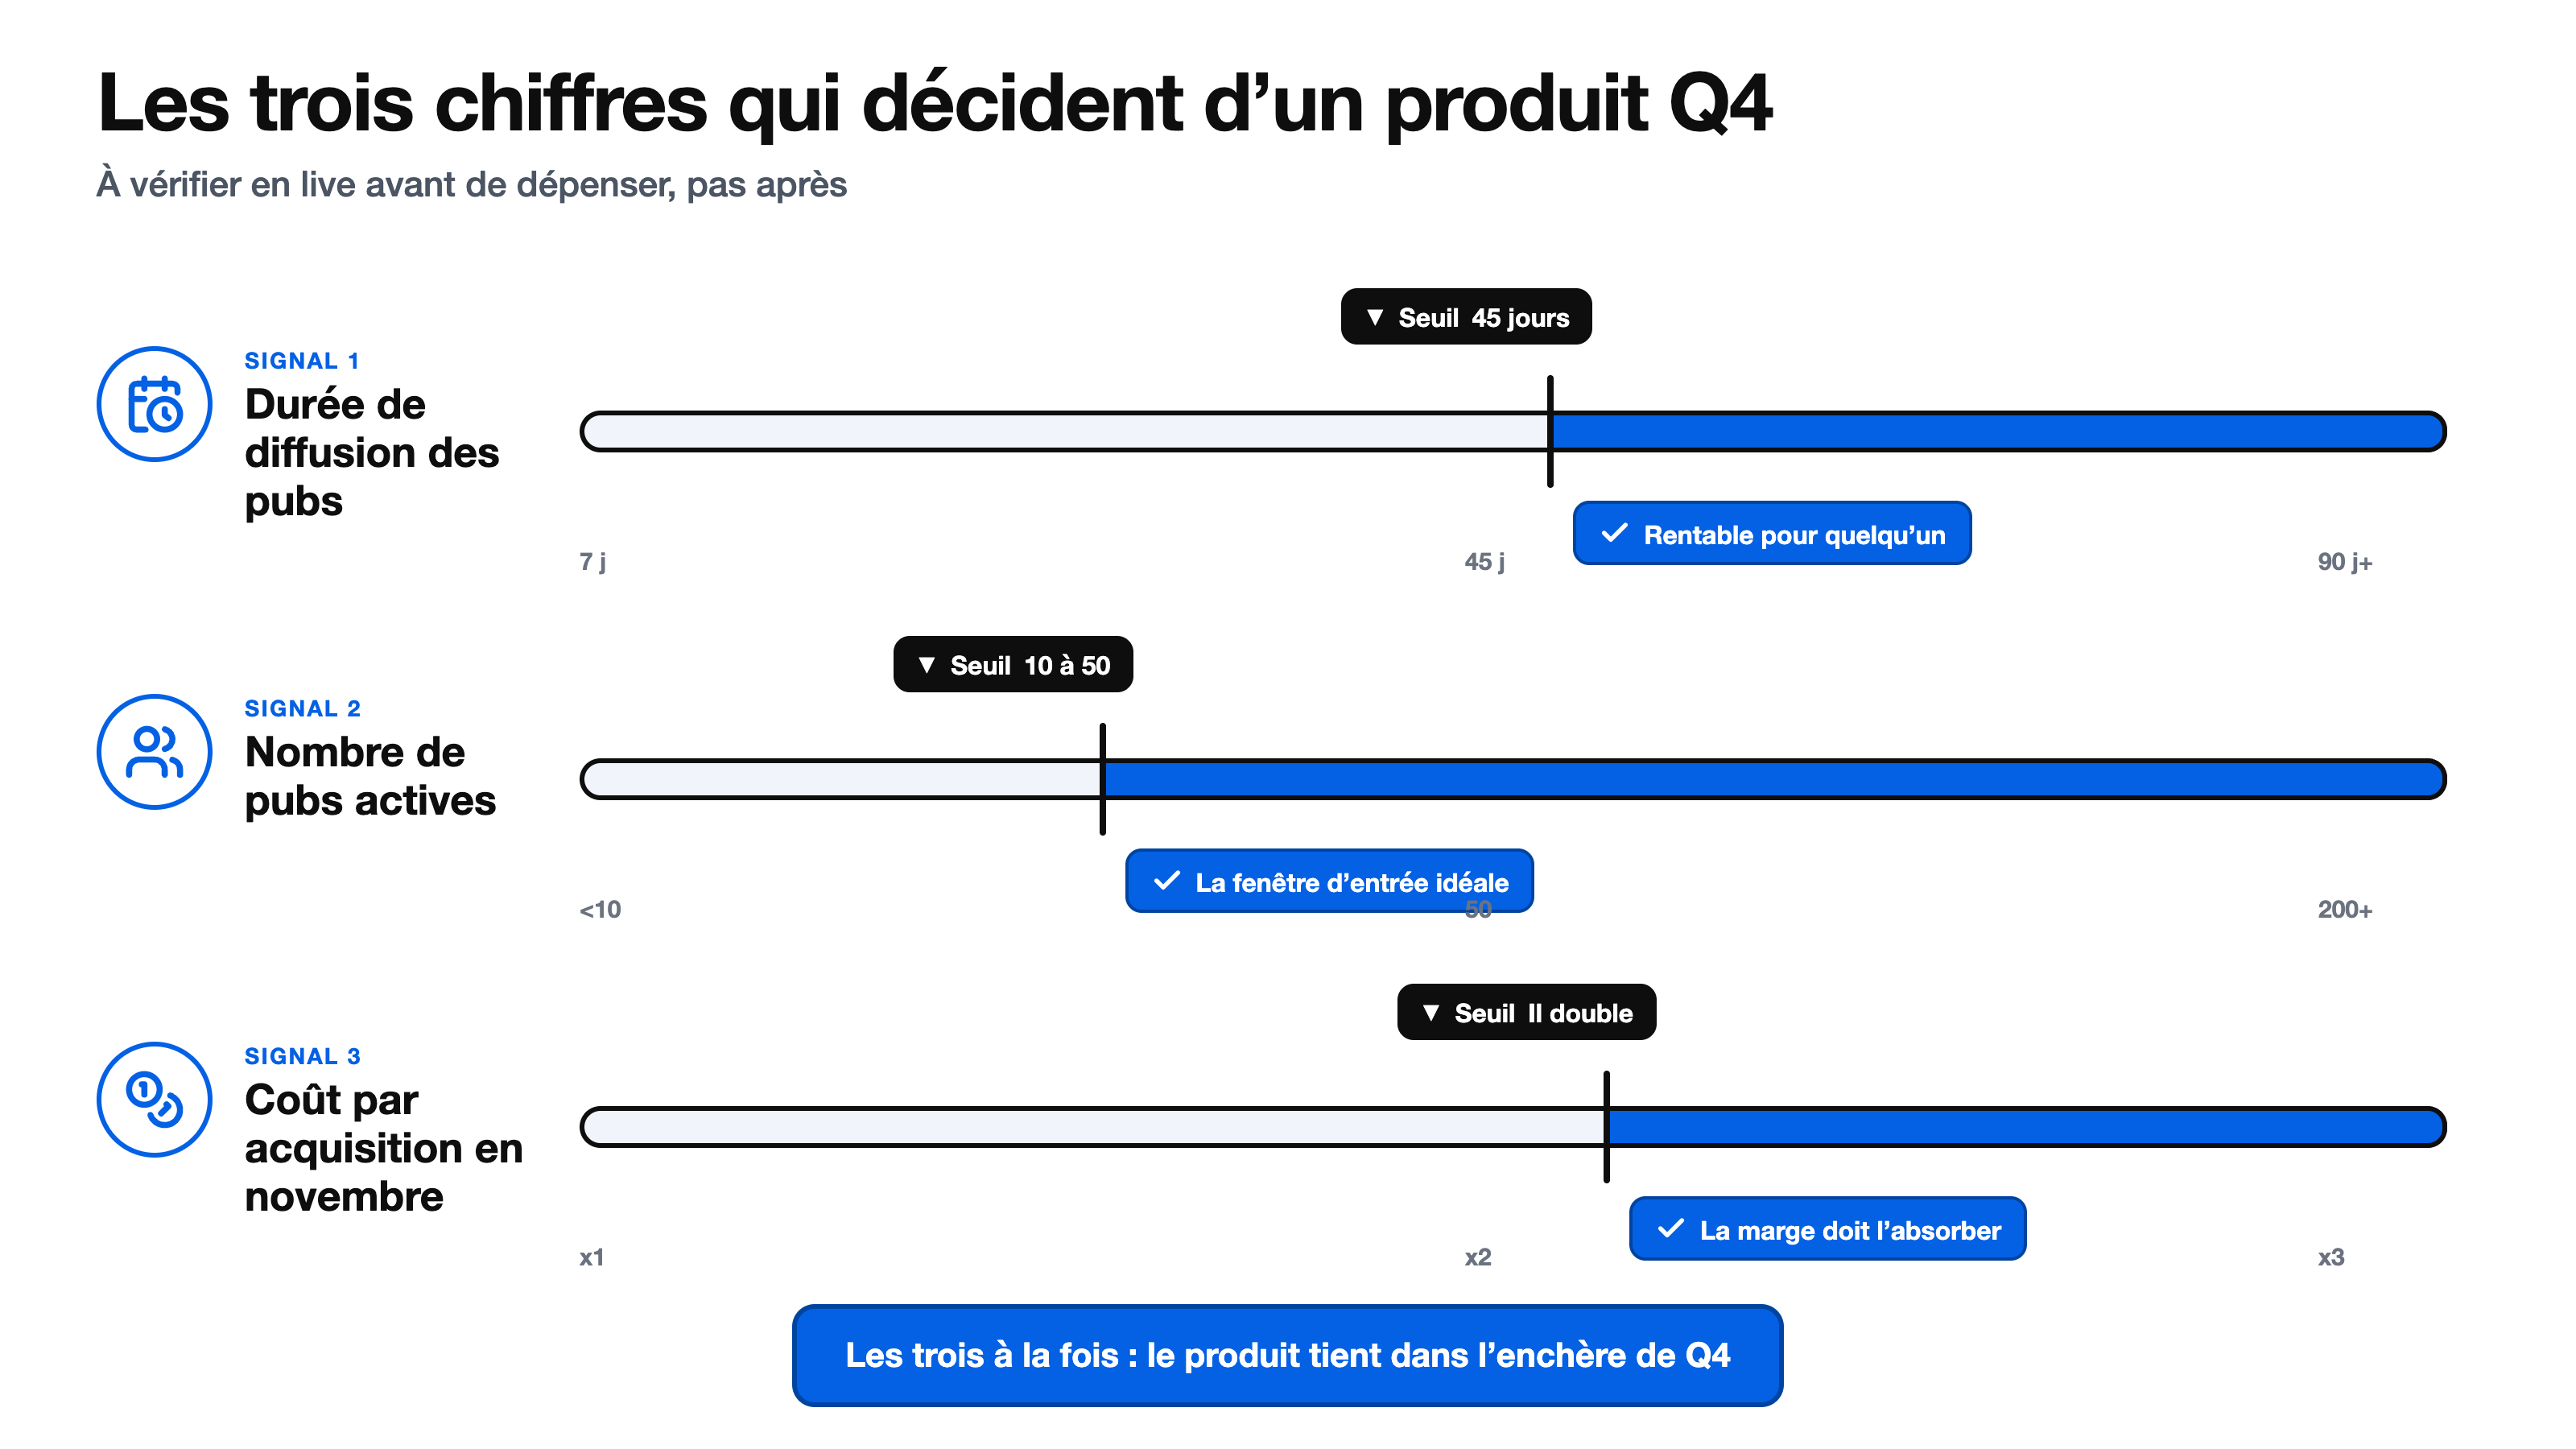 Les trois chiffres qui décident d’un produit Q4
À vérifier en live avant de dépenser, pas après
▼ Seuil 45 jours
SIGNAL 1
Durée de
diffusion des
pubs
✓ Rentable pour quelqu’un
7 j
45 j
90 j+
▼ Seuil 10 à 50
SIGNAL 2
Nombre de
pubs actives
✓ La fenêtre d’entrée idéale
<10
50
200+
▼ Seuil Il double
SIGNAL 3
Coût par
acquisition en
novembre
✓ La marge doit l’absorber
x1
x2
x3
Les trois à la fois : le produit tient dans l’enchère de Q4